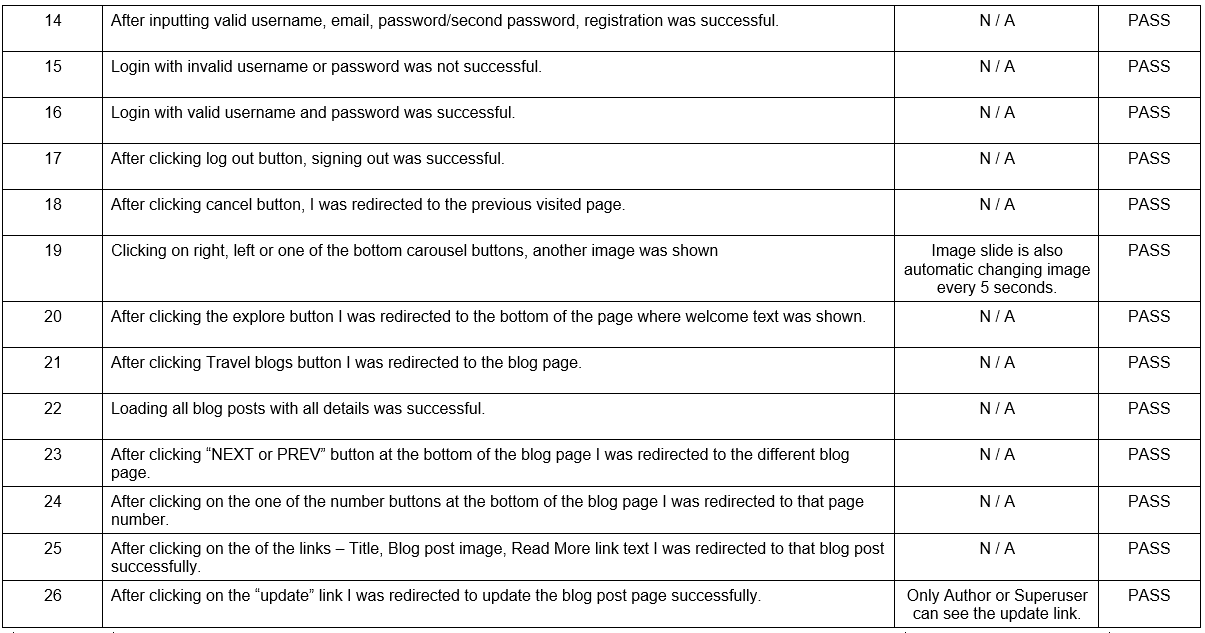 14 After inputting valid username, email, password/second password, registration was successful. N / A PASS
15 Login with invalid username or password was not successful. N / A PASS
16 Login with valid username and password was successful. N / A PASS
17 After clicking log out button, signing out was successful. N / A PASS
18 After clicking cancel button, I was redirected to the previous visited page. N / A PASS
19 Clicking on right, left or one of the bottom carousel buttons, another image was shown Image slide is also PASS
automatic changing image
every 5 seconds.
20 After clicking the explore button I was redirected to the bottom of the page where welcome text was shown. N / A PASS
21 After clicking Travel blogs button I was redirected to the blog page. N / A PASS
22 Loading all blog posts with all details was successful. N / A PASS
23 After clicking “NEXT or PREV” button at the bottom of the blog page I was redirected to the different blog N / A PASS
page.
24 After clicking on the one of the number buttons at the bottom of the blog page I was redirected to that page N / A PASS
number.
25 After clicking on the of the links – Title, Blog post image, Read More link text I was redirected to that blog post N / A PASS
successfully.
26 After clicking on the “update” link I was redirected to update the blog post page successfully. Only Author or Superuser PASS
can see the update link.